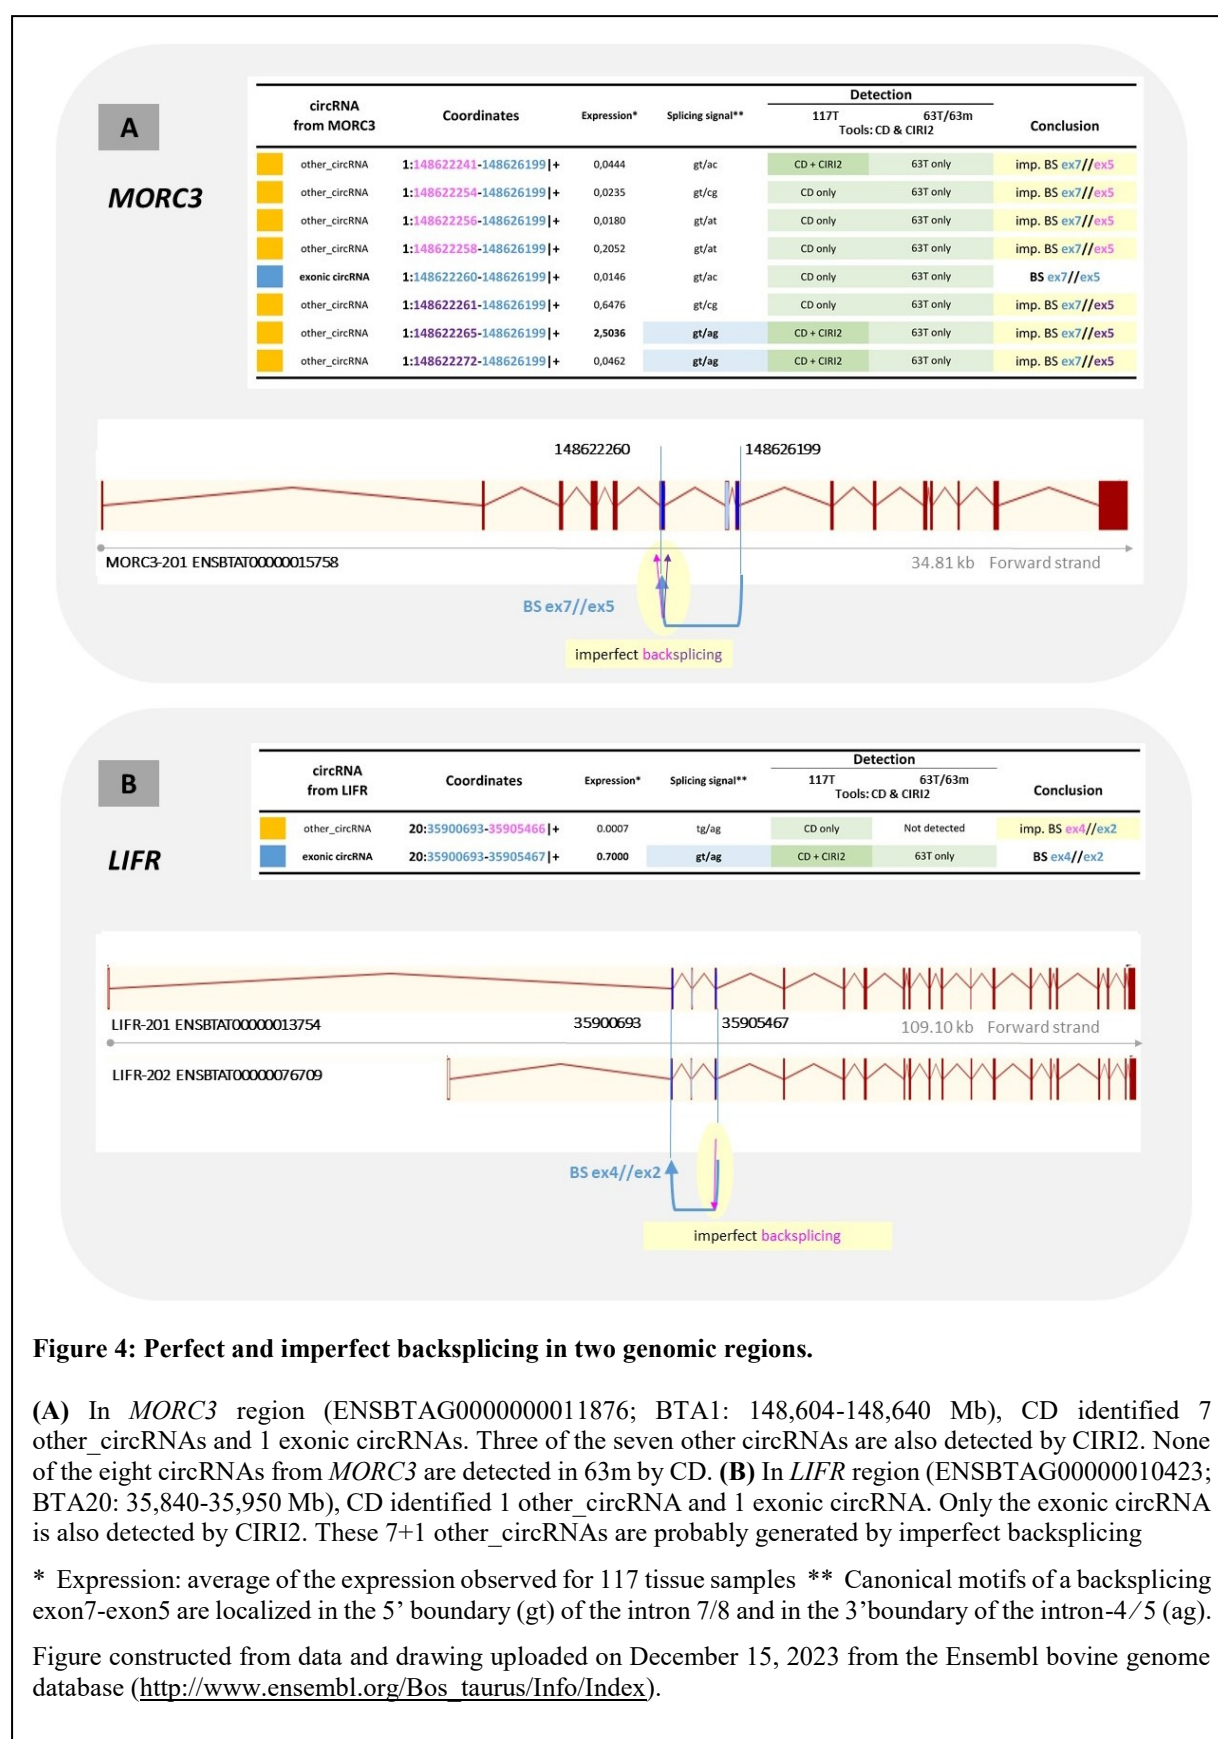 A
MORC3
circRNA from MORC3 Coordinates Expression* Splicing signal** Detection 117T 63T/63m Tools: CD & CIRI2 Conclusion
other_circRNA 1:148622241-148626199|+ 0,0444 gt/ac CD + CIRI2 63T only imp. BS ex7//ex5
other_circRNA 1:148622254-148626199|+ 0,0235 gt/cg CD only 63T only imp. BS ex7//ex5
other_circRNA 1:148622256-148626199|+ 0,0180 gt/at CD only 63T only imp. BS ex7//ex5
other_circRNA 1:148622258-148626199|+ 0,2052 gt/at CD only 63T only imp. BS ex7//ex5
exonic circRNA 1:148622260-148626199|+ 0,0146 gt/ac CD only 63T only BS ex7//ex5
other_circRNA 1:148622261-148626199|+ 0,6476 gt/cg CD only 63T only imp. BS ex7//ex5
other_circRNA 1:148622265-148626199|+ 2,5036 gt/ag CD + CIRI2 63T only imp. BS ex7//ex5
other_circRNA 1:148622272-148626199|+ 0,0462 gt/ag CD + CIRI2 63T only imp. BS ex7//ex5
148622260 148626199
MORC3-201 ENSBTAT00000015758 34.81 kb Forward strand
BS ex7//ex5
imperfect backsplicing
B
LIFR
circRNA from LIFR Coordinates Expression* Splicing signal** Detection 117T 63T/63m Tools: CD & CIRI2 Conclusion
other_circRNA 20:35900693-35905466|+ 0.0007 tg/ag CD only Not detected imp. BS ex4//ex2
exonic circRNA 20:35900693-35905467|+ 0.7000 gt/ag CD + CIRI2 63T only BS ex4//ex2
LIFR-201 ENSBTAT00000013754 35900693 35905467 109.10 kb Forward strand
LIFR-202 ENSBTAT00000076709
BS ex4//ex2
imperfect backsplicing
Figure 4: Perfect and imperfect backsplicing in two genomic regions.
(A) In MORC3 region (ENSBTAG0000000011876; BTA1: 148,604-148,640 Mb), CD identified 7
other_circRNAs and 1 exonic circRNAs. Three of the seven other circRNAs are also detected by CIRI2. None
of the eight circRNAs from MORC3 are detected in 63m by CD. (B) In LIFR region (ENSBTAG00000010423;
BTA20: 35,840-35,950 Mb), CD identified 1 other_circRNA and 1 exonic circRNA. Only the exonic circRNA
is also detected by CIRI2. These 7+1 other_circRNAs are probably generated by imperfect backsplicing
* Expression: average of the expression observed for 117 tissue samples ** Canonical motifs of a backsplicing
exon7-exon5 are localized in the 5' boundary (gt) of the intron 7/8 and in the 3'boundary of the intron-4/5 (ag).
Figure constructed from data and drawing uploaded on December 15, 2023 from the Ensembl bovine genome
database (http://www.ensembl.org/Bos_taurus/Info/Index).